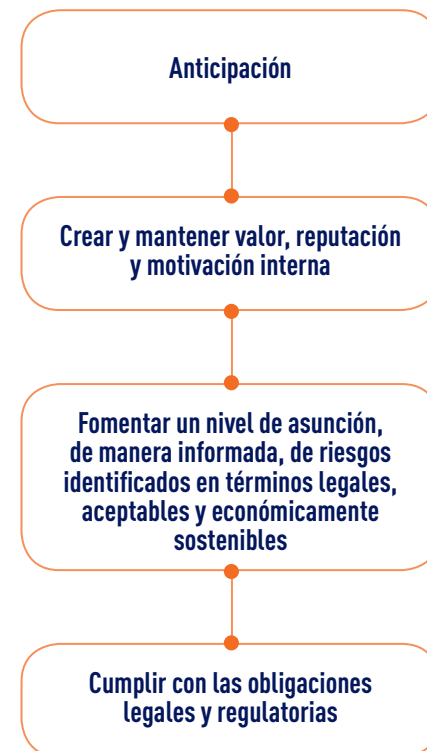 Anticipación
Crear y mantener valor, reputación
y motivación interna
Fomentar un nivel de asunción,
de manera informada, de riesgos
identificados en términos legales,
aceptables y económicamente
sostenibles
Cumplir con las obligaciones
legales y regulatorias